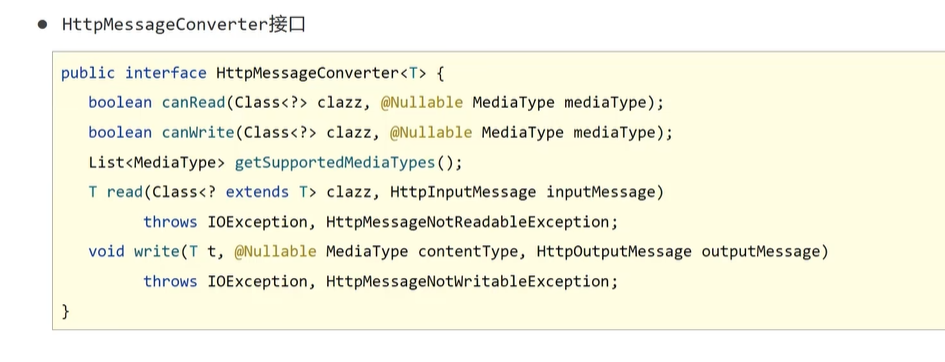 ● HttpMessageConverter接口
public interface HttpMessageConverter<T> {
boolean canRead(Class<?> clazz, @Nullable MediaType mediaType);
boolean canWrite(Class<?> clazz, @Nullable MediaType mediaType);
List<MediaType> getSupportedMediaTypes();
T read(Class<? extends T> clazz, HttpInputMessage inputMessage)
throws IOException, HttpMessageNotReadableException;
void write(T t, @Nullable MediaType contentType, HttpOutputMessage outputMessage)
throws IOException, HttpMessageNotWritableException;
}